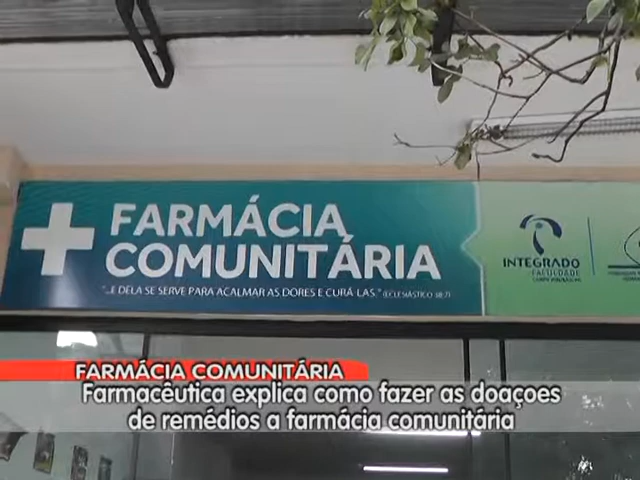 FARMÁCIA
COMUNITÁRIA
"...E DELA SE SERVE PARA ACALMAR AS DORES E CURÁ-LAS." (ECLESIÁSTICO 38:7)
INTEGRADO
FACULDADE
FARMÁCIA COMUNITÁRIA
Farmacêutica explica como fazer as doaçoes
de remédios a farmácia comunitária